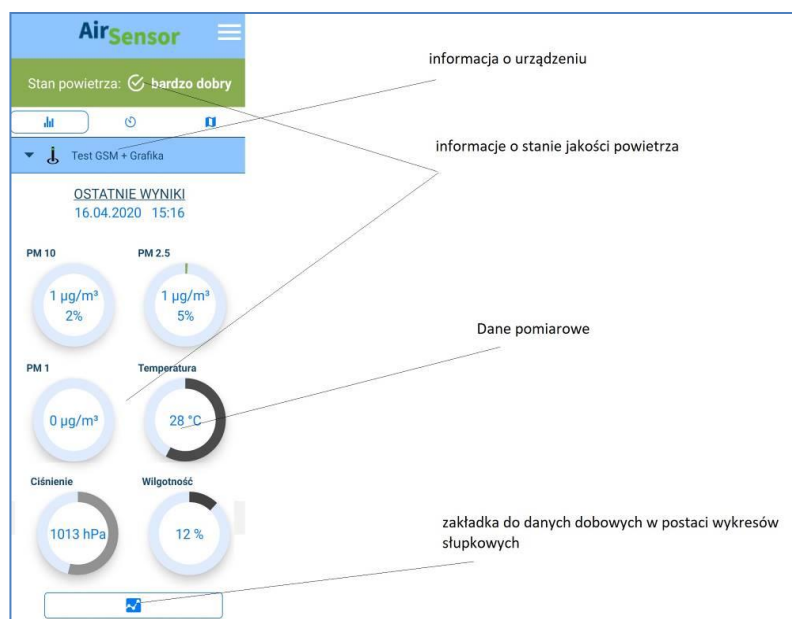 AirSensor
Stan powietrza: bardzo dobry
Test GSM + Grafika
OSTATNIE WYNIKI
16.04.2020 15:16
PM 10
1 µg/m³
2%
PM 2.5
1 µg/m³
5%
PM 1
0 µg/m³
Temperatura
28 °C
Ciśnienie
1013 hPa
Wilgotność
12 %
informacja o urządzeniu
informacje o stanie jakości powietrza
Dane pomiarowe
zakładka do danych dobowych w postaci wykresów
słupkowych